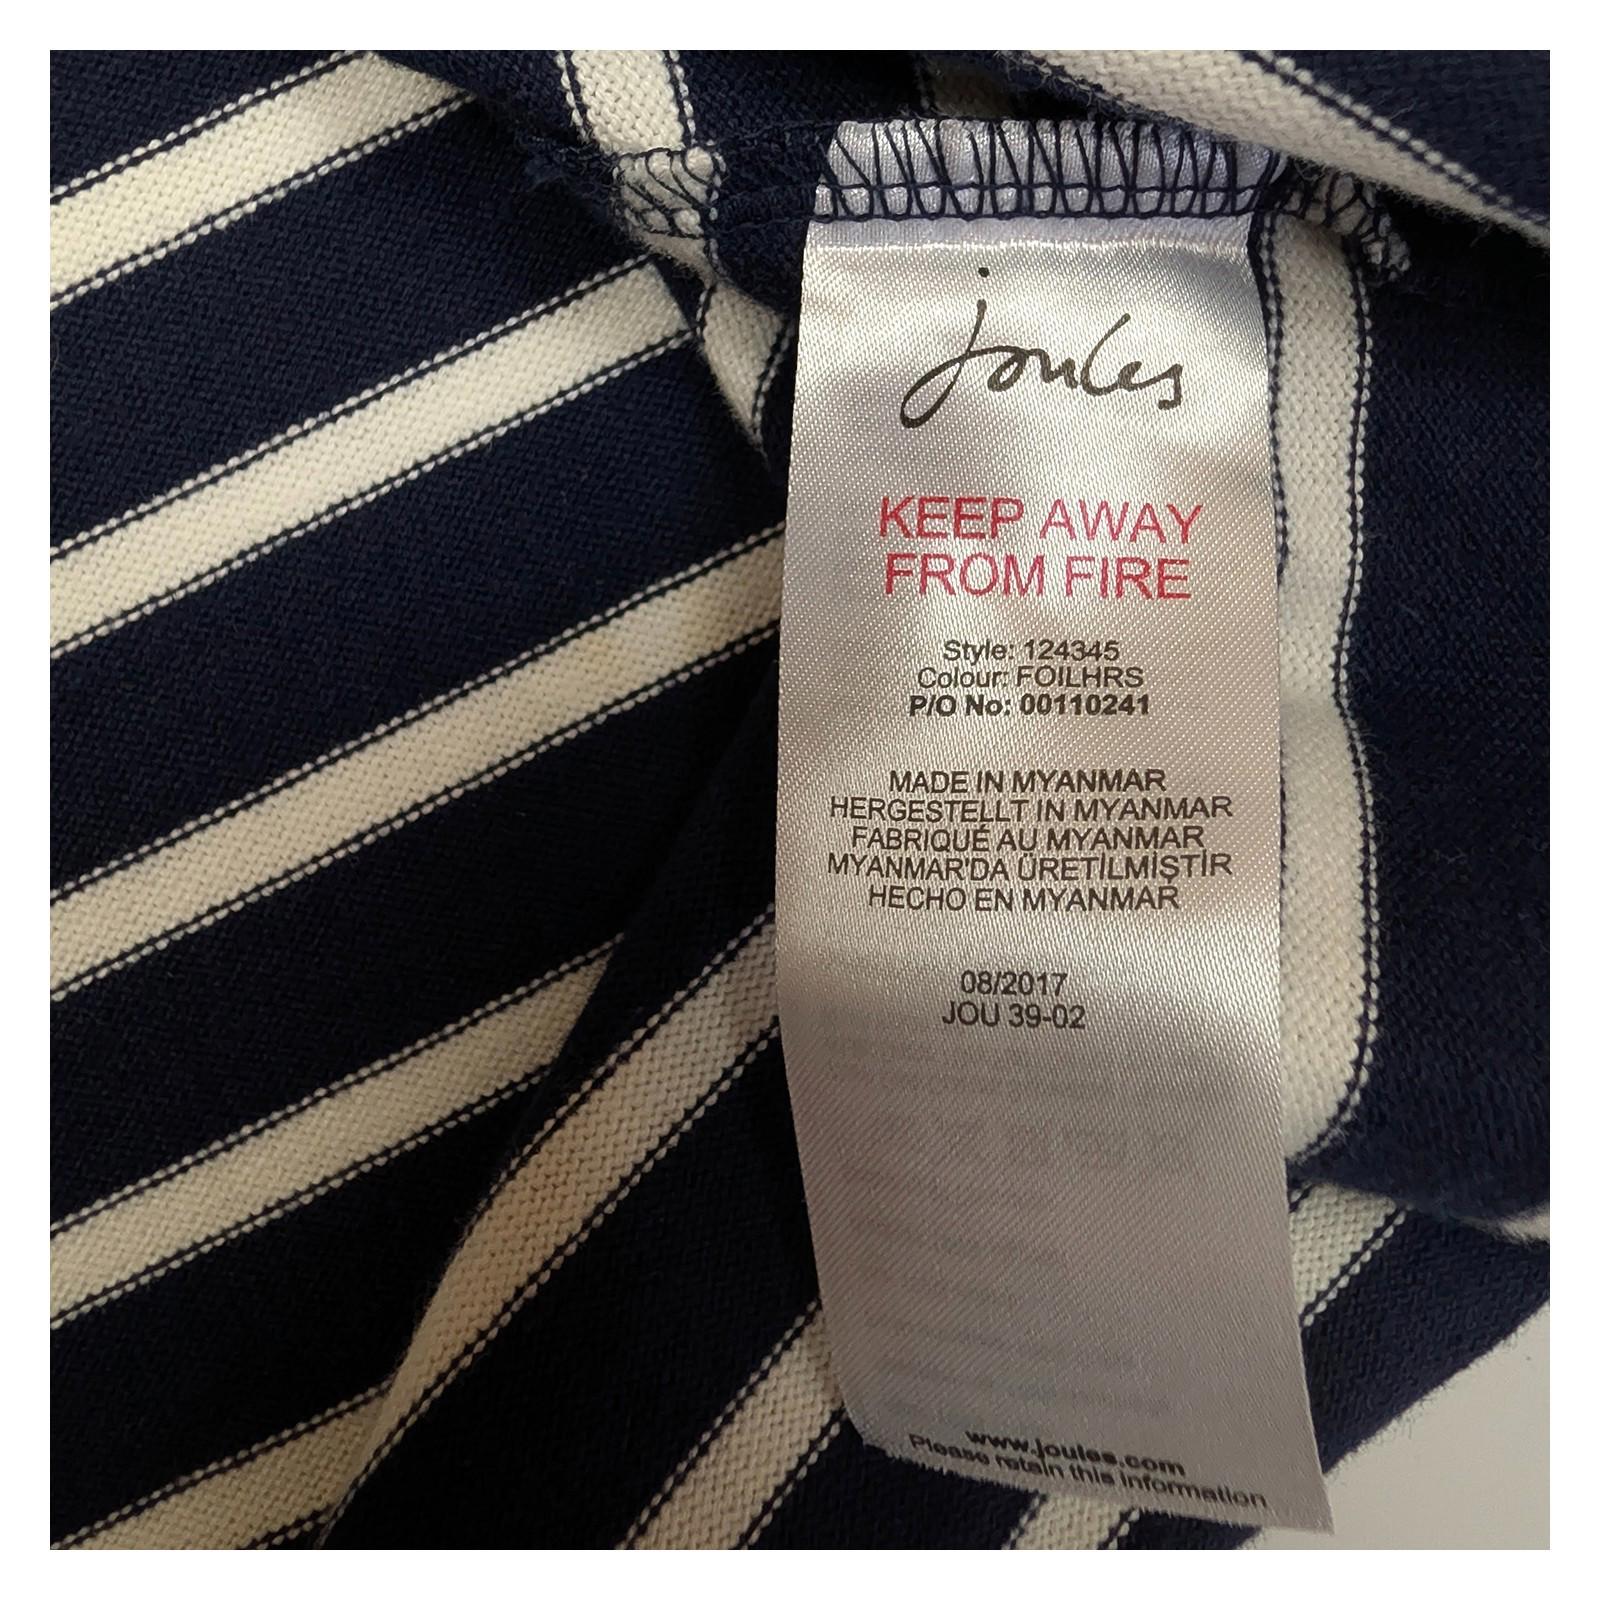 joules
KEEP AWAY
FROM FIRE
Style: 124345
Colour: FOILHRS
P/O No: 00110241
MADE IN MYANMAR
HERGESTELLT IN MYANMAR
FABRIQUÉ AU MYANMAR
MYANMAR'DA ÜRETİLMİŞTİR
HECHO EN MYANMAR
08/2017
JOU 39-02
www.joules.com
Please retain this information